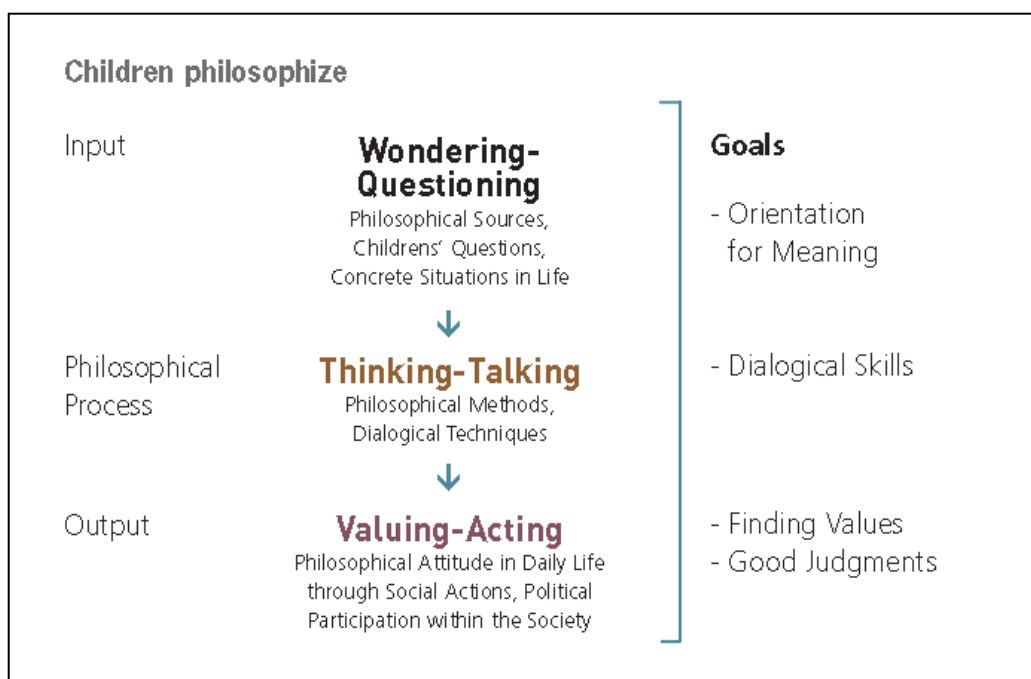 Children philosophize
Input
Wondering-
Questioning
Philosophical Sources,
Childrens‘ Questions,
Concrete Situations in Life
Goals
- Orientation
for Meaning
Philosophical
Process
Thinking-Talking
Philosophical Methods,
Dialogical Techniques
- Dialogical Skills
Output
Valuing-Acting
Philosophical Attitude in Daily Life
through Social Actions, Political
Participation within the Society
- Finding Values
- Good Judgments